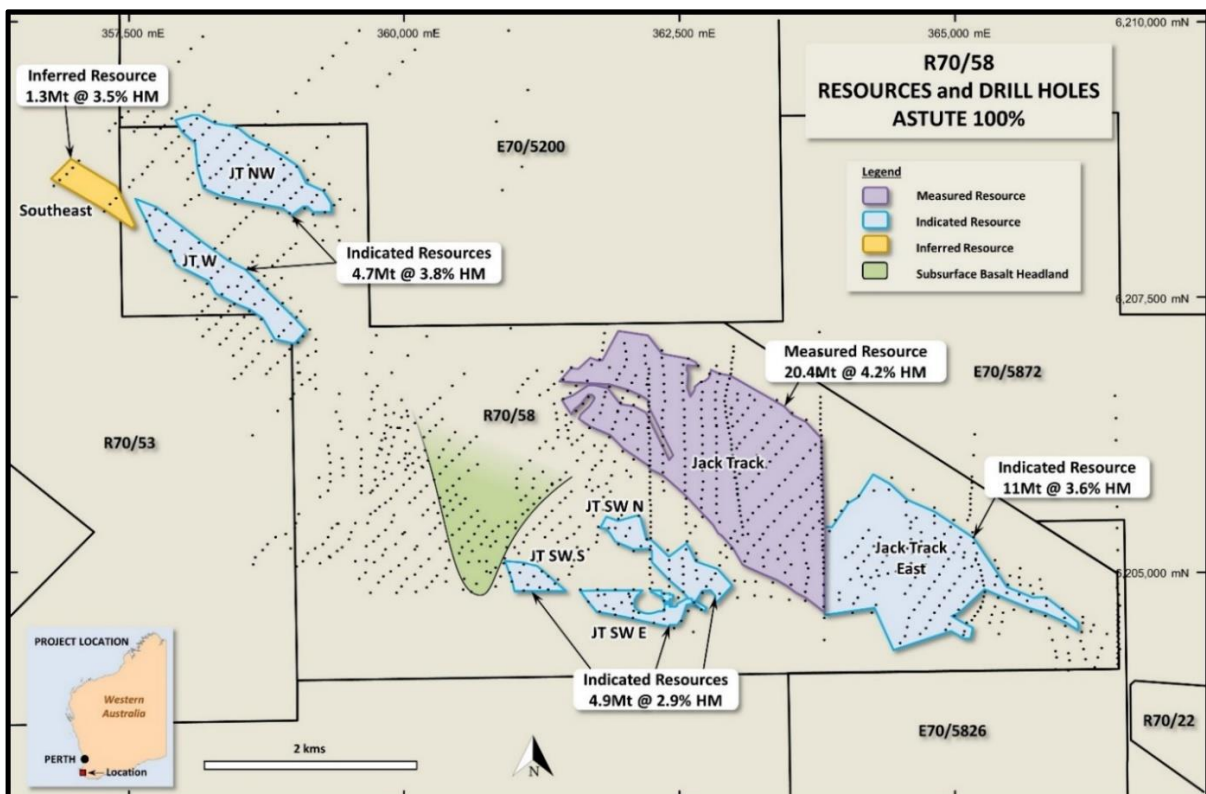 357,500 mE
360,000 mE
362,500 mE
365,000 mE
6,210,000 mN
R70/58
RESOURCES and DRILL HOLES
ASTUTE 100%
Inferred Resource
1.3Mt @ 3.5% HM
E70/5200
JT NW
Legend
Measured Resource
Indicated Resource
Inferred Resource
Subsurface Basalt Headland
Southeast
JT W
Indicated Resources
4.7Mt @ 3.8% HM
6,207,500 mN
Measured Resource
20.4Mt @ 4.2% HM
E70/5872
R70/58
R70/53
Jack Track
Indicated Resource
11Mt @ 3.6% HM
JT SW N
JT SW S
Jack Track
East
6,205,000 mN
JT SW E
PROJECT LOCATION
Western
Australia
PERTH
Location
Indicated Resources
4.9Mt @ 2.9% HM
E70/5826
R70/22
2 kms
N